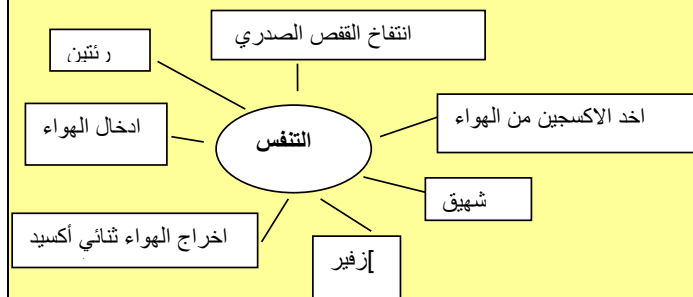 انتفاخ القفص الصدري
رئتين
اخد الاكسجين من الهواء
ادخال الهواء
التنفس
شهيق
اخراج الهواء ثنائي أكسيد
]زفير